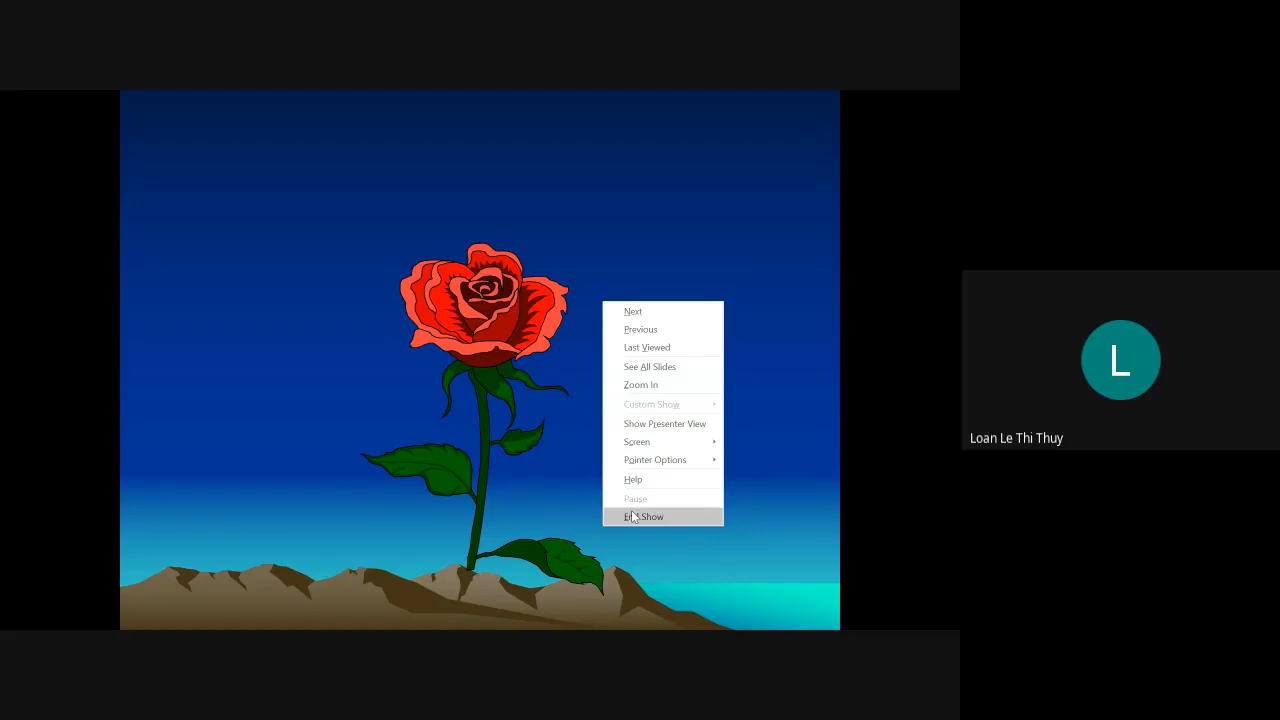 Next
Previous
Last Viewed
See All Slides
Zoom In
Custom Show
Show Presenter View
Screen
Pointer Options
Help
Pause
End Show
L
Loan Le Thi Thuy